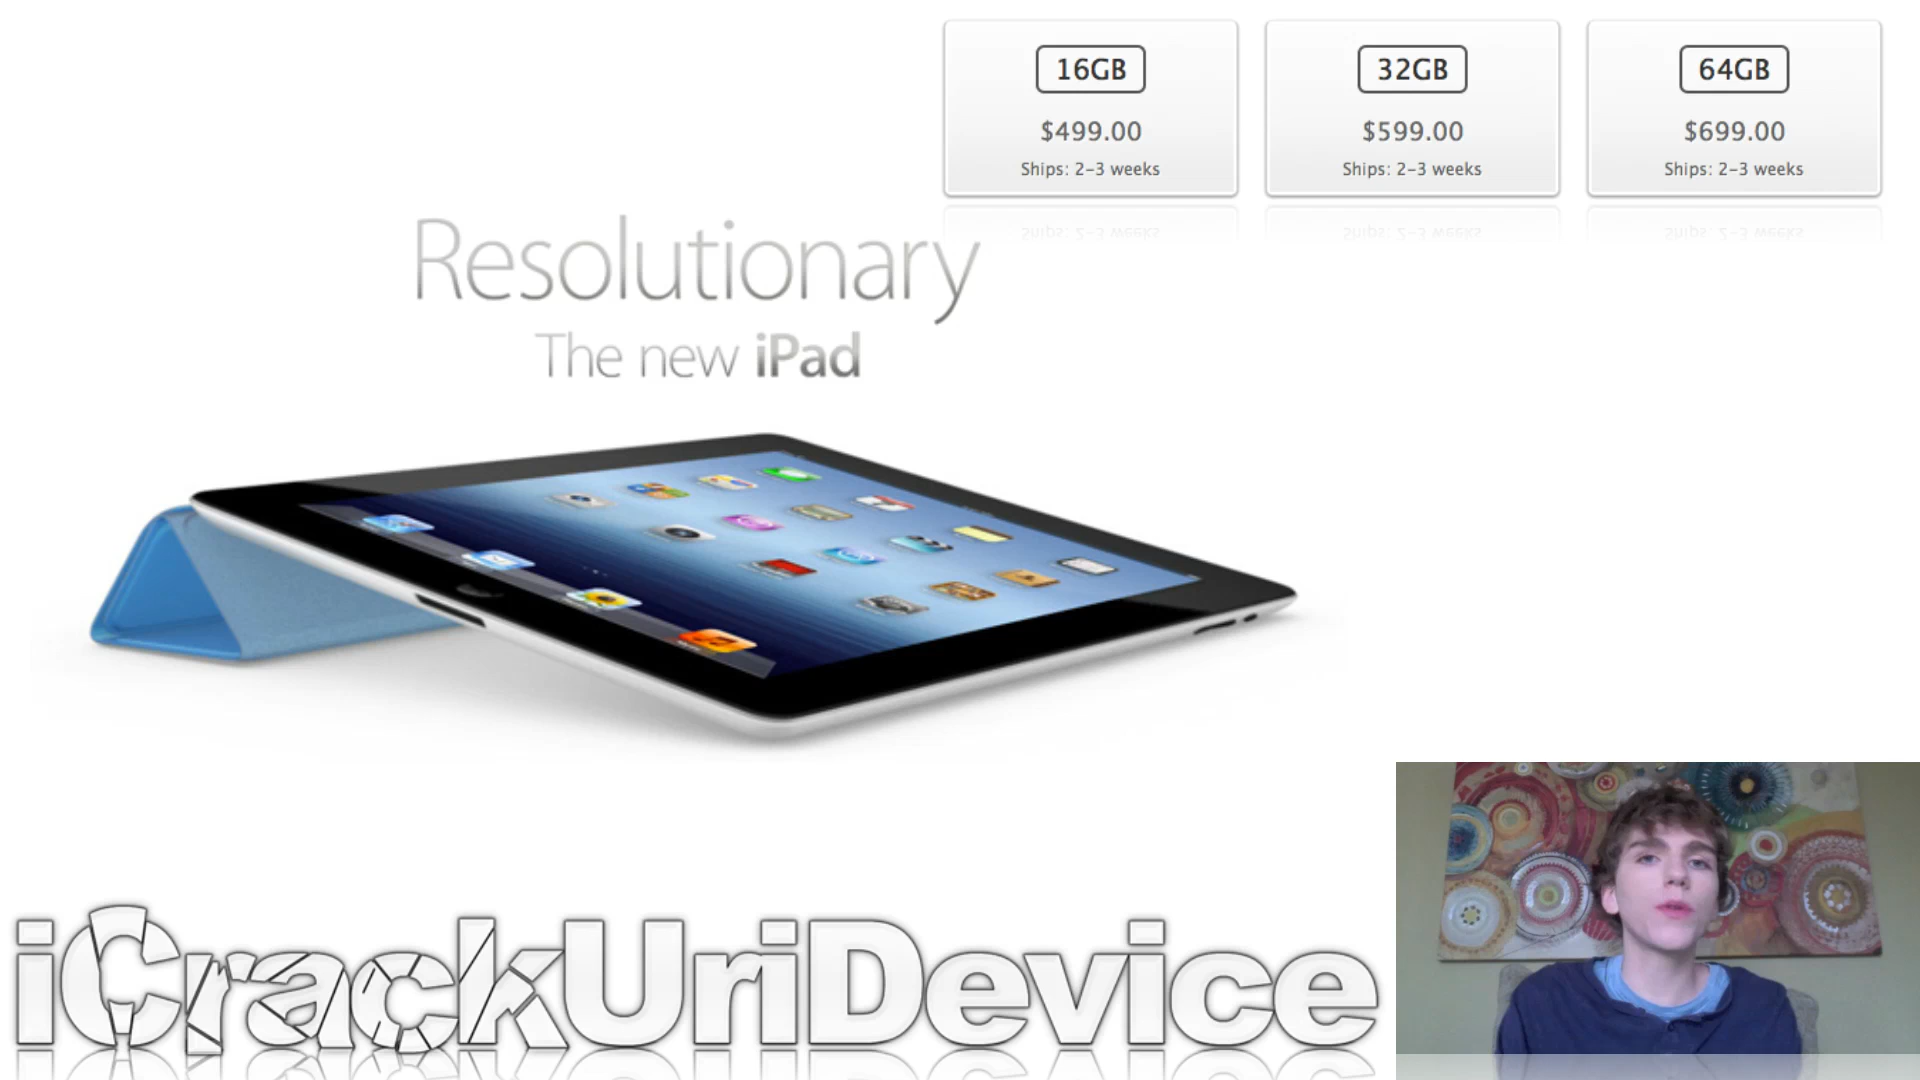 16GB
$499.00
Ships: 2-3 weeks
32GB
$599.00
Ships: 2-3 weeks
64GB
$699.00
Ships: 2-3 weeks
Resolutionary
The new iPad
iCrackUriDevice